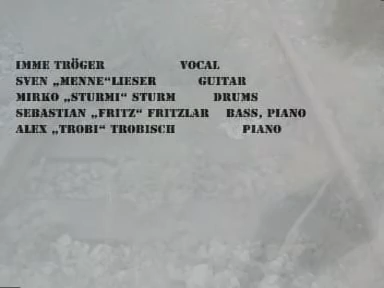 IMME TRÖGER VOCAL
SVEN „MENNE“LIESER GUITAR
MIRKO „STURMI“ STURM DRUMS
SEBASTIAN „FRITZ“ FRITZLAR BASS, PIANO
ALEX „TROBI“ TROBISCH PIANO